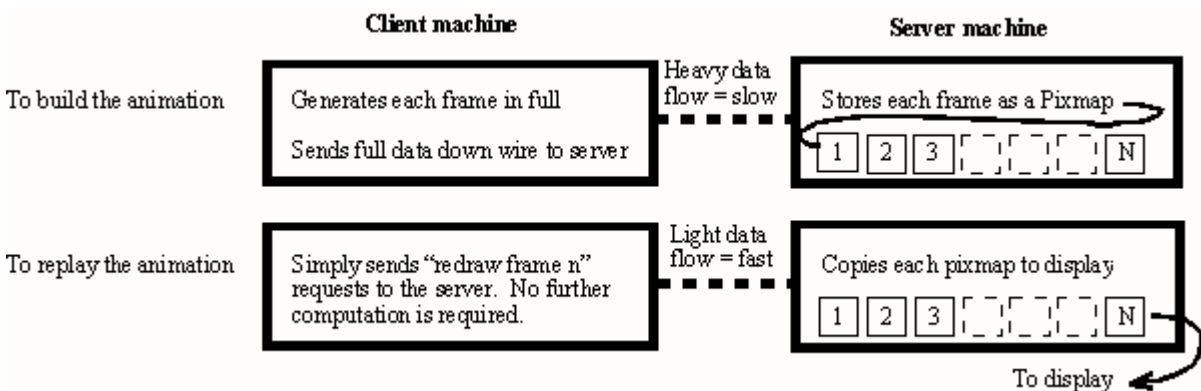 Client machine
Server machine
To build the animation
Generates each frame in full
Sends full data down wire to server
Heavy data
flow = slow
Stores each frame as a Pixmap
1 2 3 N
To replay the animation
Simply sends “redraw frame n”
requests to the server. No further
computation is required.
Light data
flow = fast
Copies each pixmap to display
1 2 3 N
To display